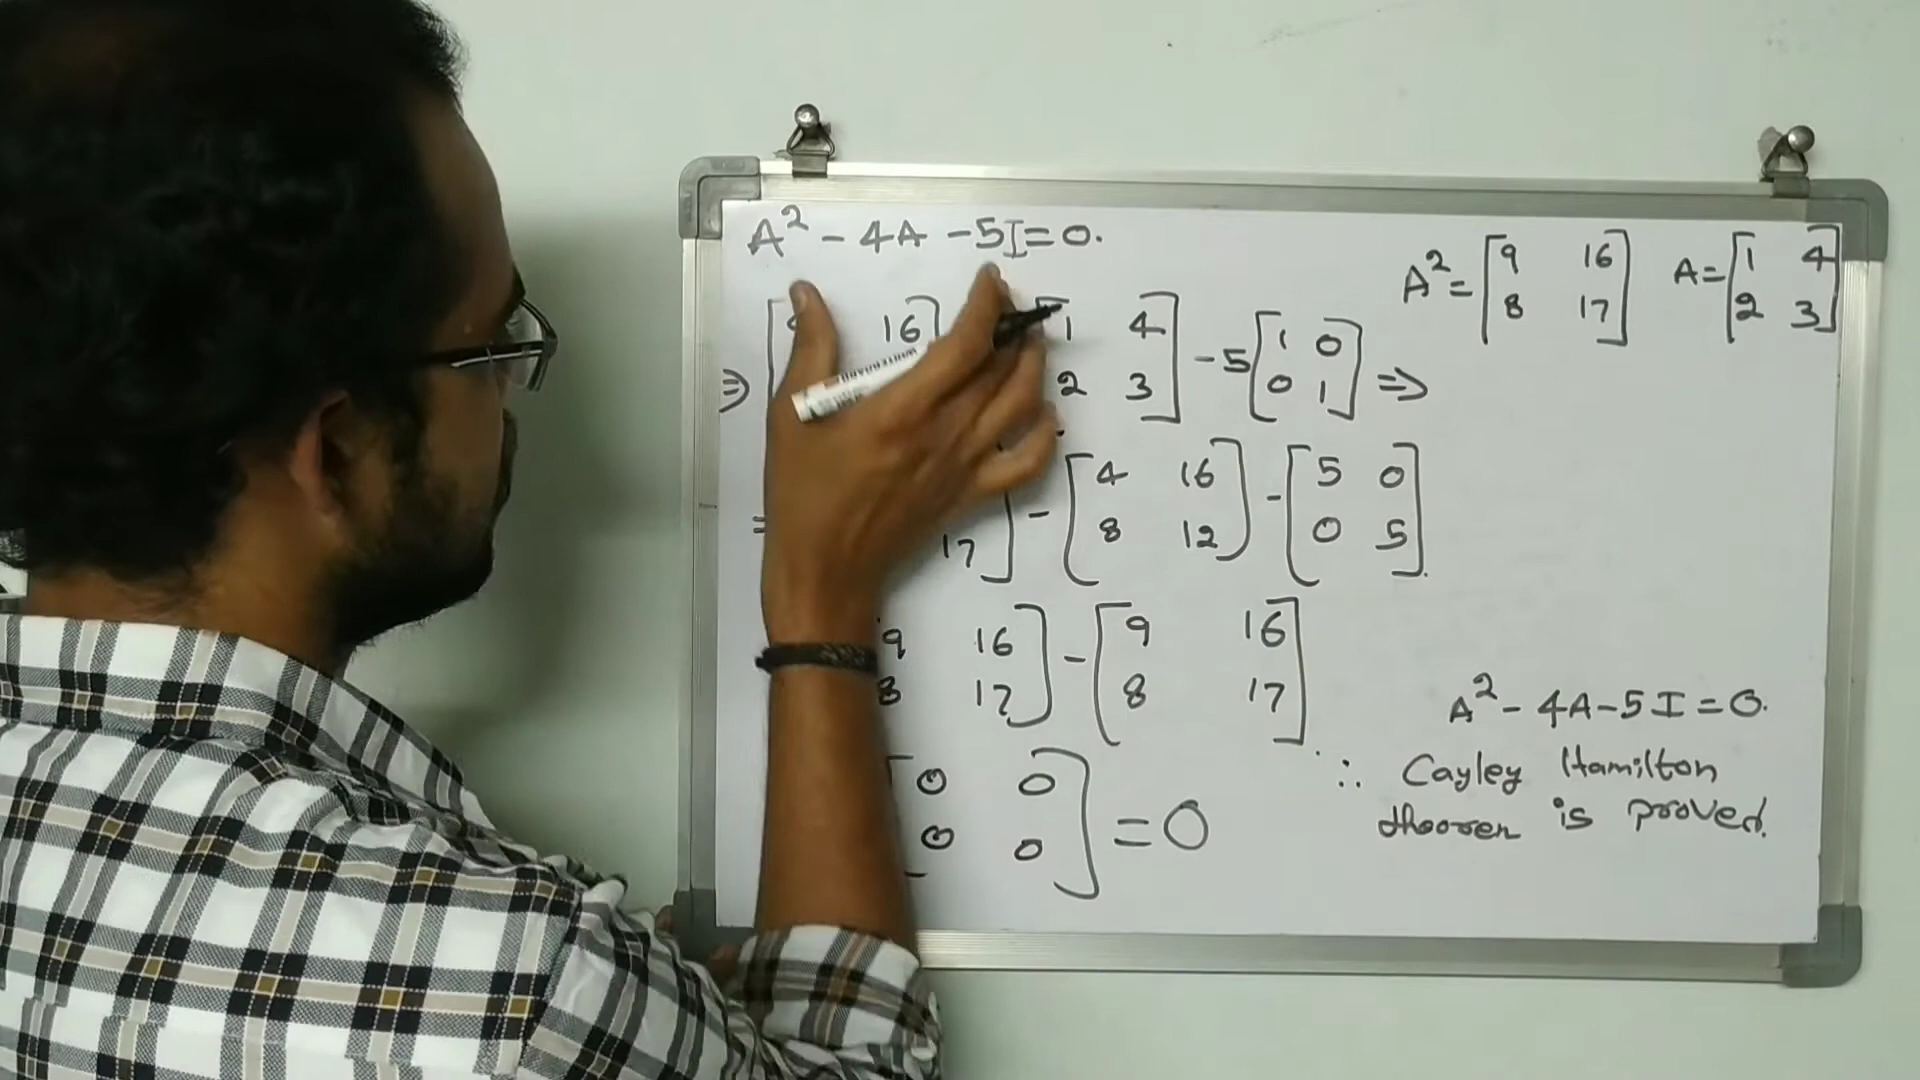 A² - 4A - 5I = 0.
A² = [9 16 A = [1 4
8 17] 2 3]
16] 1 4] - 5 [1 0
⇒ [ 2 3 0 1] ⇒
- [4 16] - [5 0
= 17] 8 12 0 5].
9 16] - [9 16
8 17 8 17]
A² - 4A - 5I = 0.
0 0] = 0
0 0
∴ Cayley Hamilton
theorem is proved.
WHITEBOARD